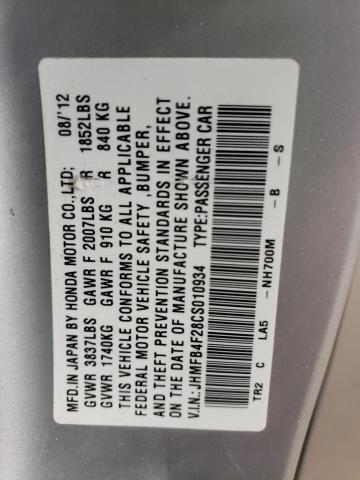 MFD.IN JAPAN BY HONDA MOTOR CO.,LTD; 08/'12
GVWR 3837LBS GAWR F 2007LBS R 1852LBS
GVWR 1740KG GAWR F 910 KG R 840 KG
THIS VEHICLE CONFORMS TO ALL APPLICABLE
FEDERAL MOTOR VEHICLE SAFETY ,BUMPER,
AND THEFT PREVENTION STANDARDS IN EFFECT
ON THE DATE OF MANUFACTURE SHOWN ABOVE.
V.I.N.:JHMFB4F28CS010934 TYPE:PASSENGER CAR
TR2 C LA5 -NH700M -B -S